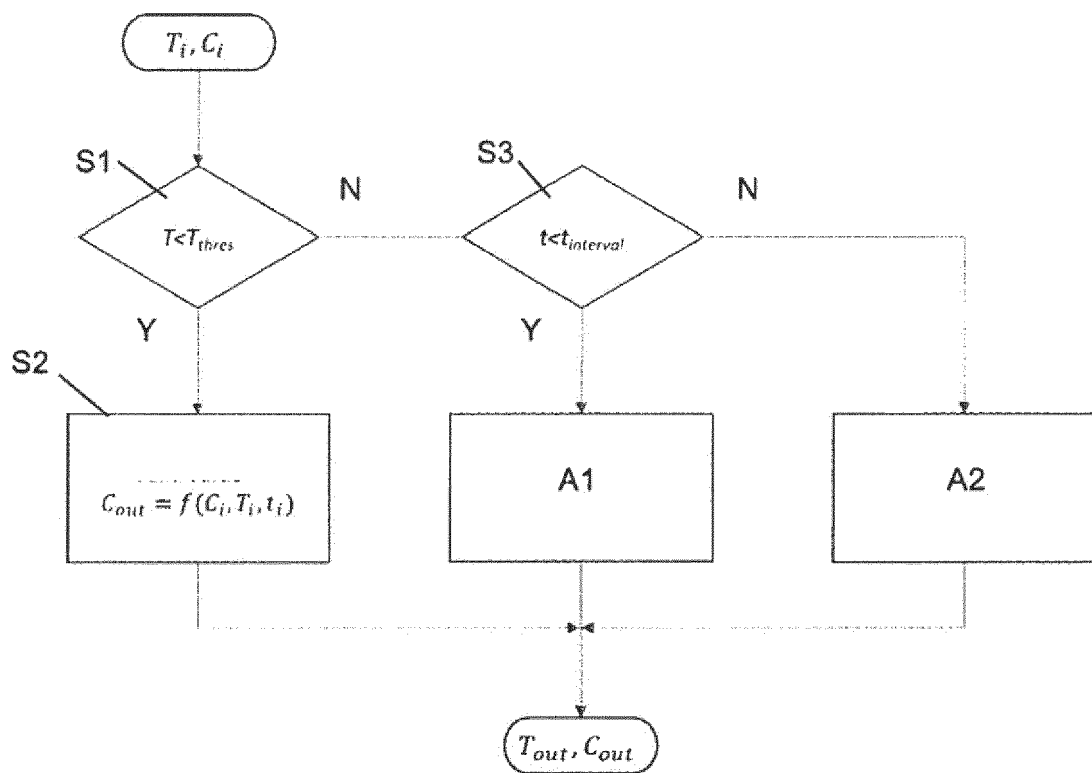 T_i, C_i
S1
S3
N
N
T<T_thres
t<t_interval
Y
Y
S2
C_out = f(C_i, T_i, t_i)
A1
A2
T_out, C_out